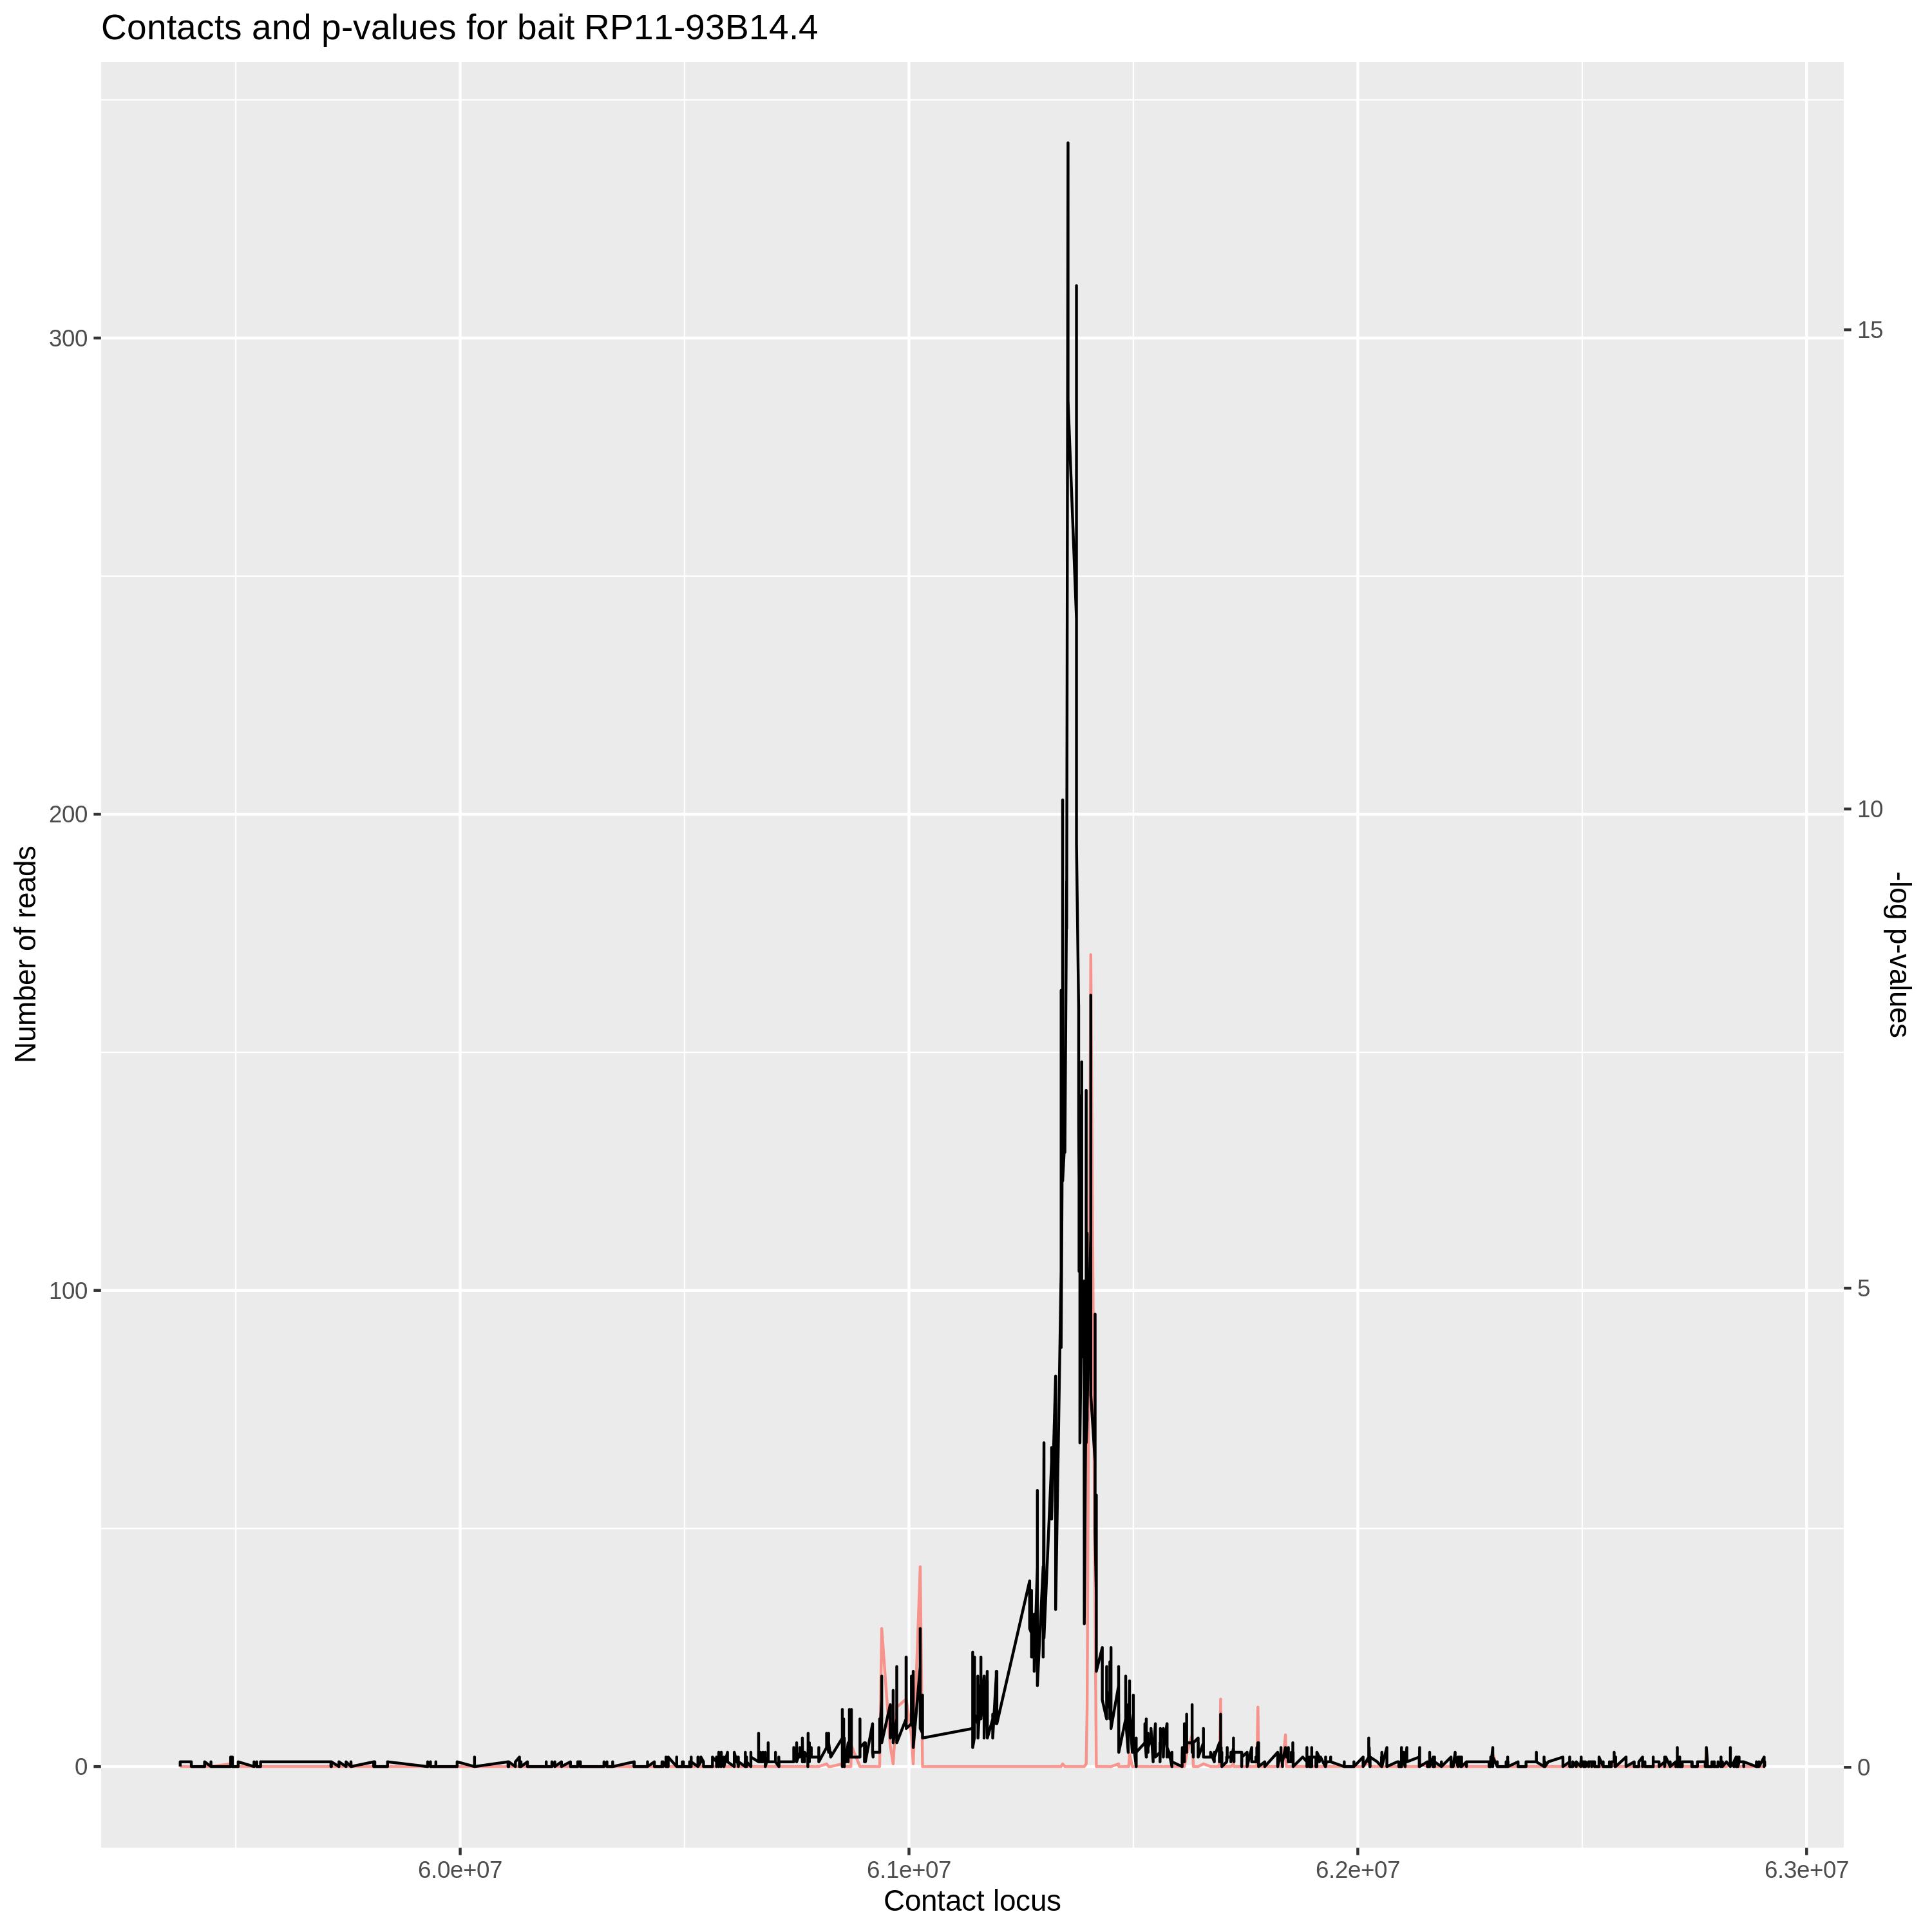 Contacts and p-values for bait RP11-93B14.4
Number of reads
300
200
100
0
15
10
5
0
-log p-values
6.0e+07
6.1e+07
6.2e+07
6.3e+07
Contact locus